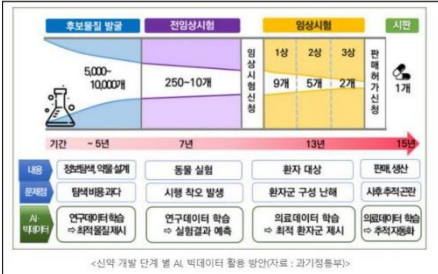 후보물질 발굴
전임상시험
임상시험
시판
5,000~
10,000개
250~10개
임상시험신청
1상
2상
3상
9개
5개
2개
판매허가신청
1개
기간
~ 5년
7년
13년
15년
내용
정보탐색, 약물 설계
동물 실험
환자 대상
판매, 생산
문제점
탐색 비용 과다
시행 착오 발생
환자군 구성 난해
사후 추적 곤란
AI·
빅데이터
연구데이터 학습
⇨ 최적 물질 제시
연구데이터 학습
⇨ 실험결과 예측
의료데이터 학습
⇨ 최적 환자군 제시
의료데이터 학습
⇨ 추적 자동화
<신약 개발 단계 별 AI, 빅데이터 활용 방안(자료 : 과기정통부)>